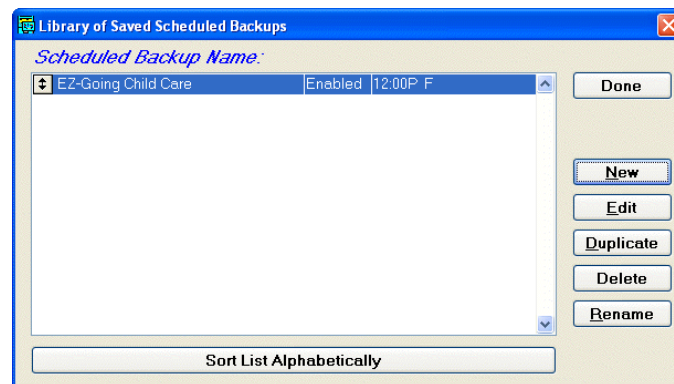 Library of Saved Scheduled Backups
Scheduled Backup Name:
EZ-Going Child Care Enabled 12:00P F
Done
New
Edit
Duplicate
Delete
Rename
Sort List Alphabetically